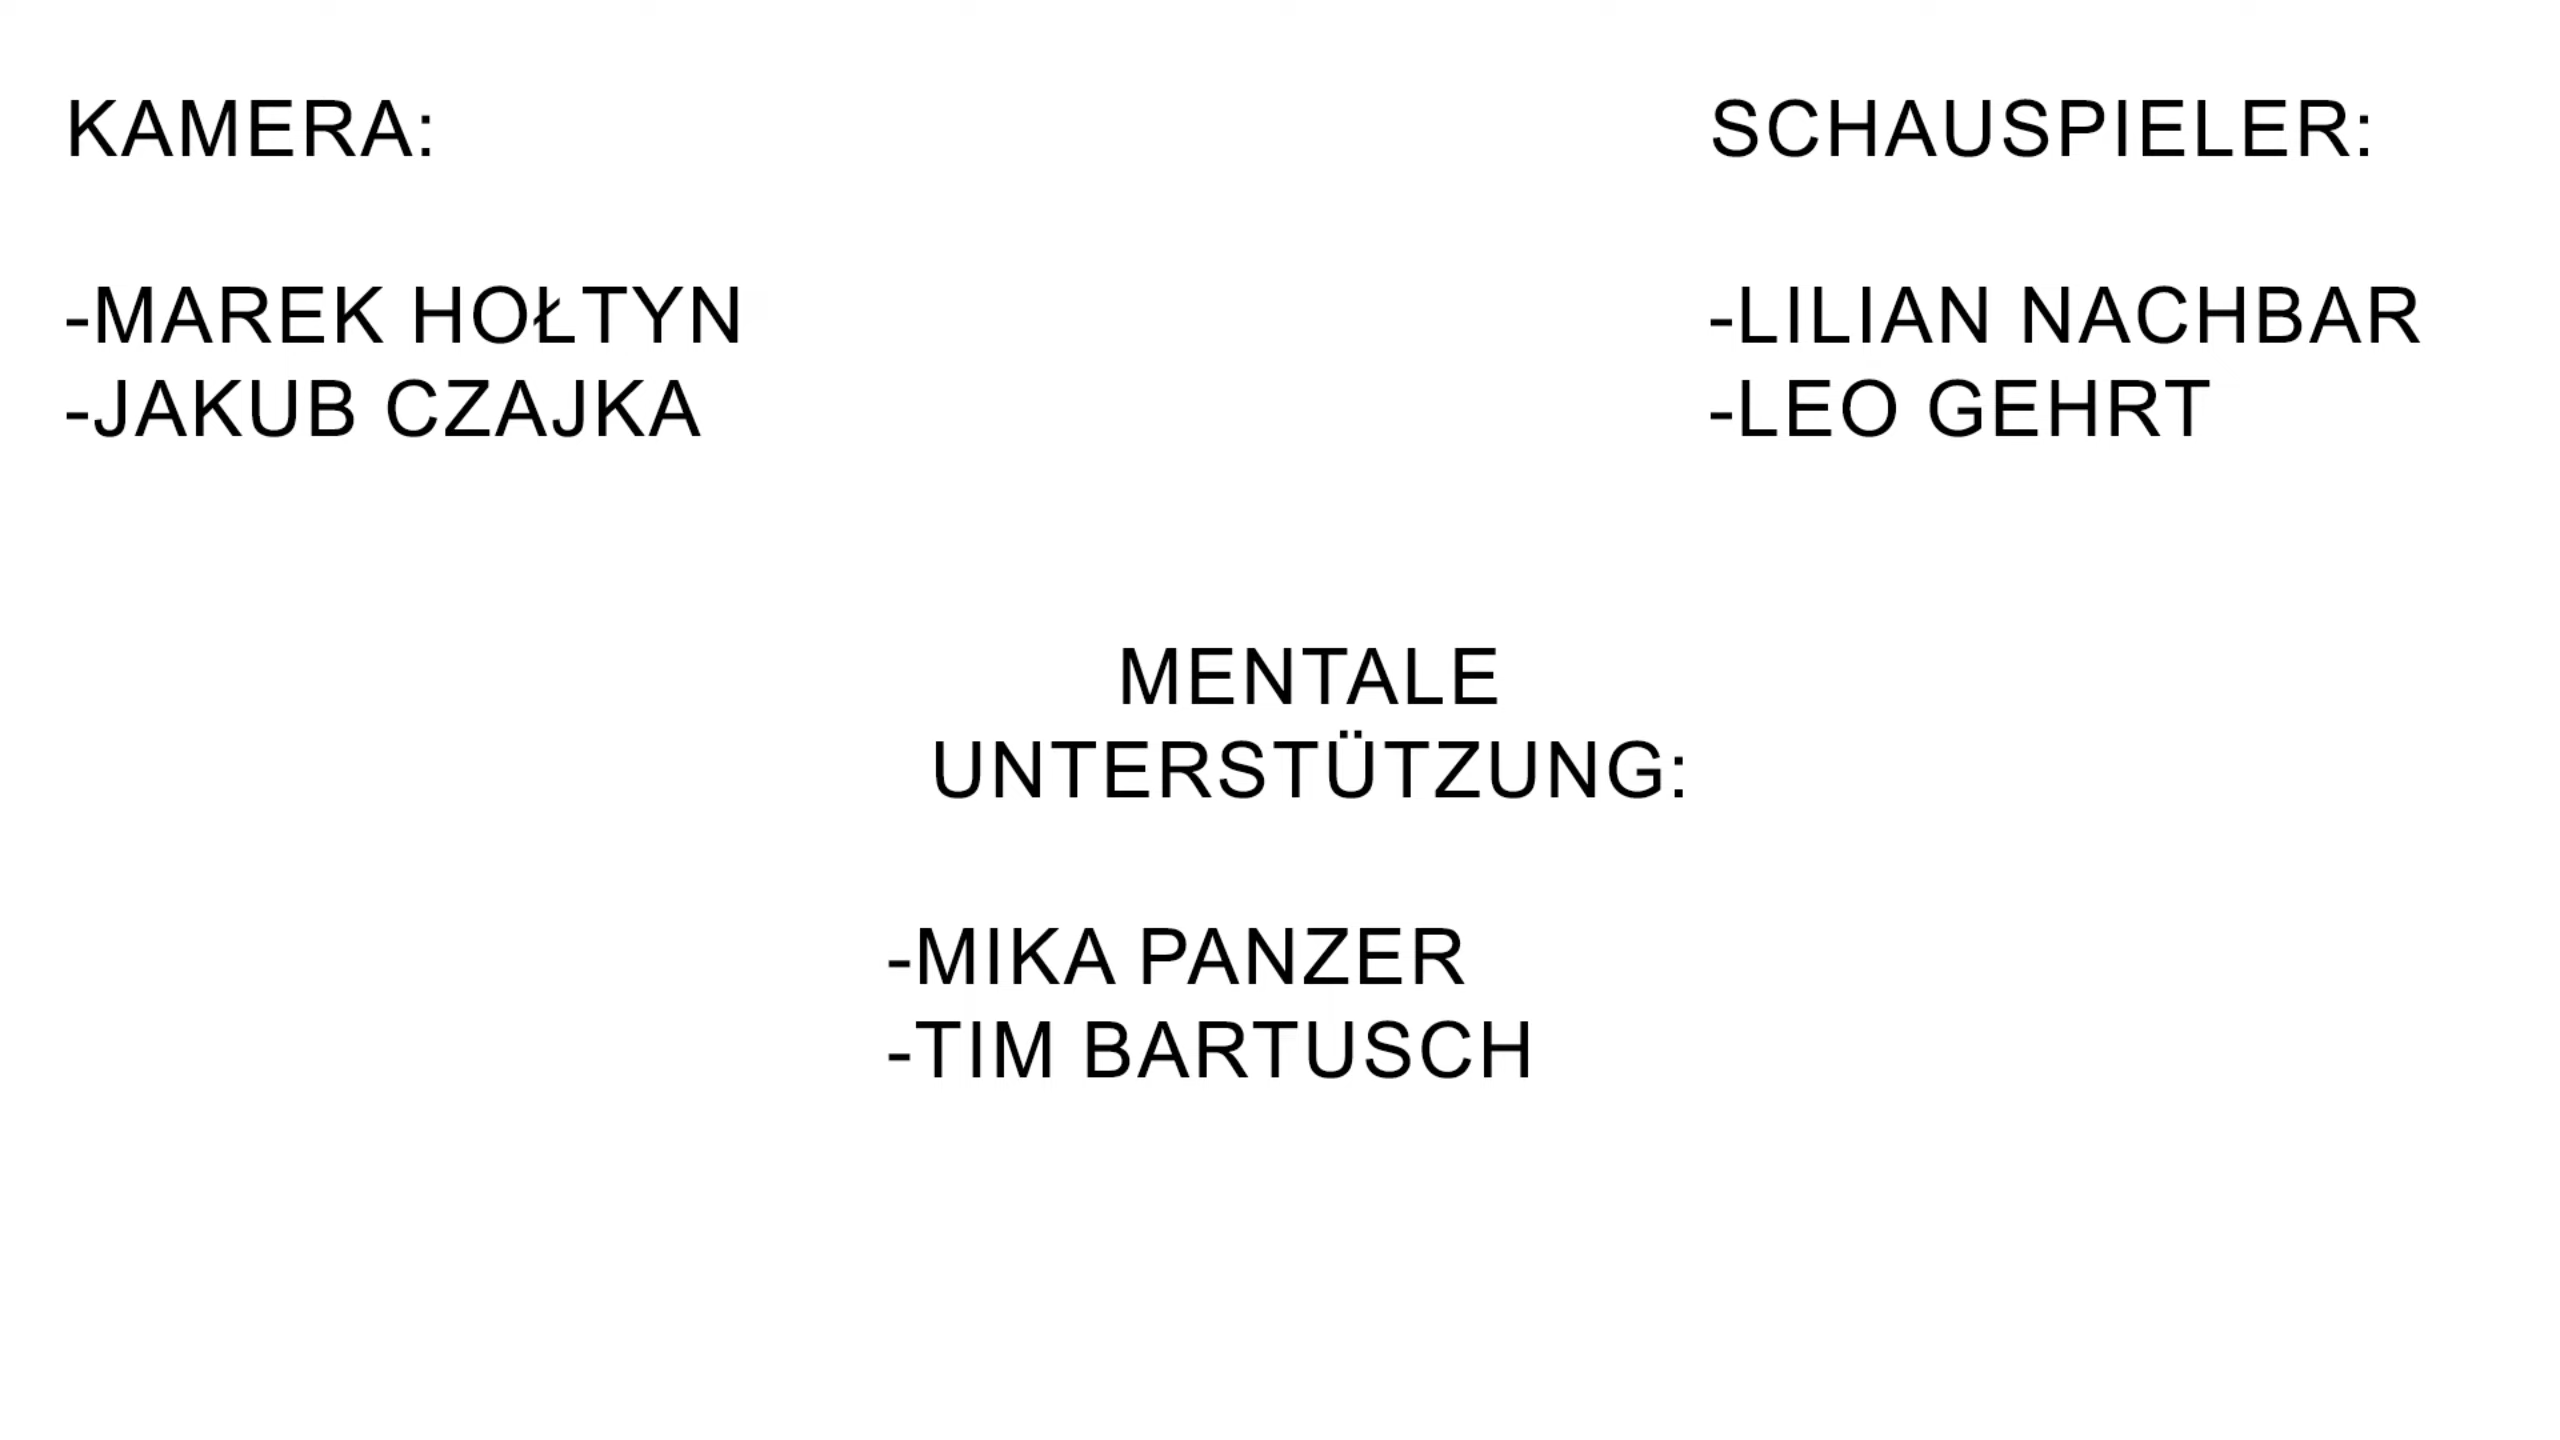 KAMERA:
-MAREK HOŁTYN
-JAKUB CZAJKA
SCHAUSPIELER:
-LILIAN NACHBAR
-LEO GEHRT
MENTALE
UNTERSTÜTZUNG:
-MIKA PANZER
-TIM BARTUSCH